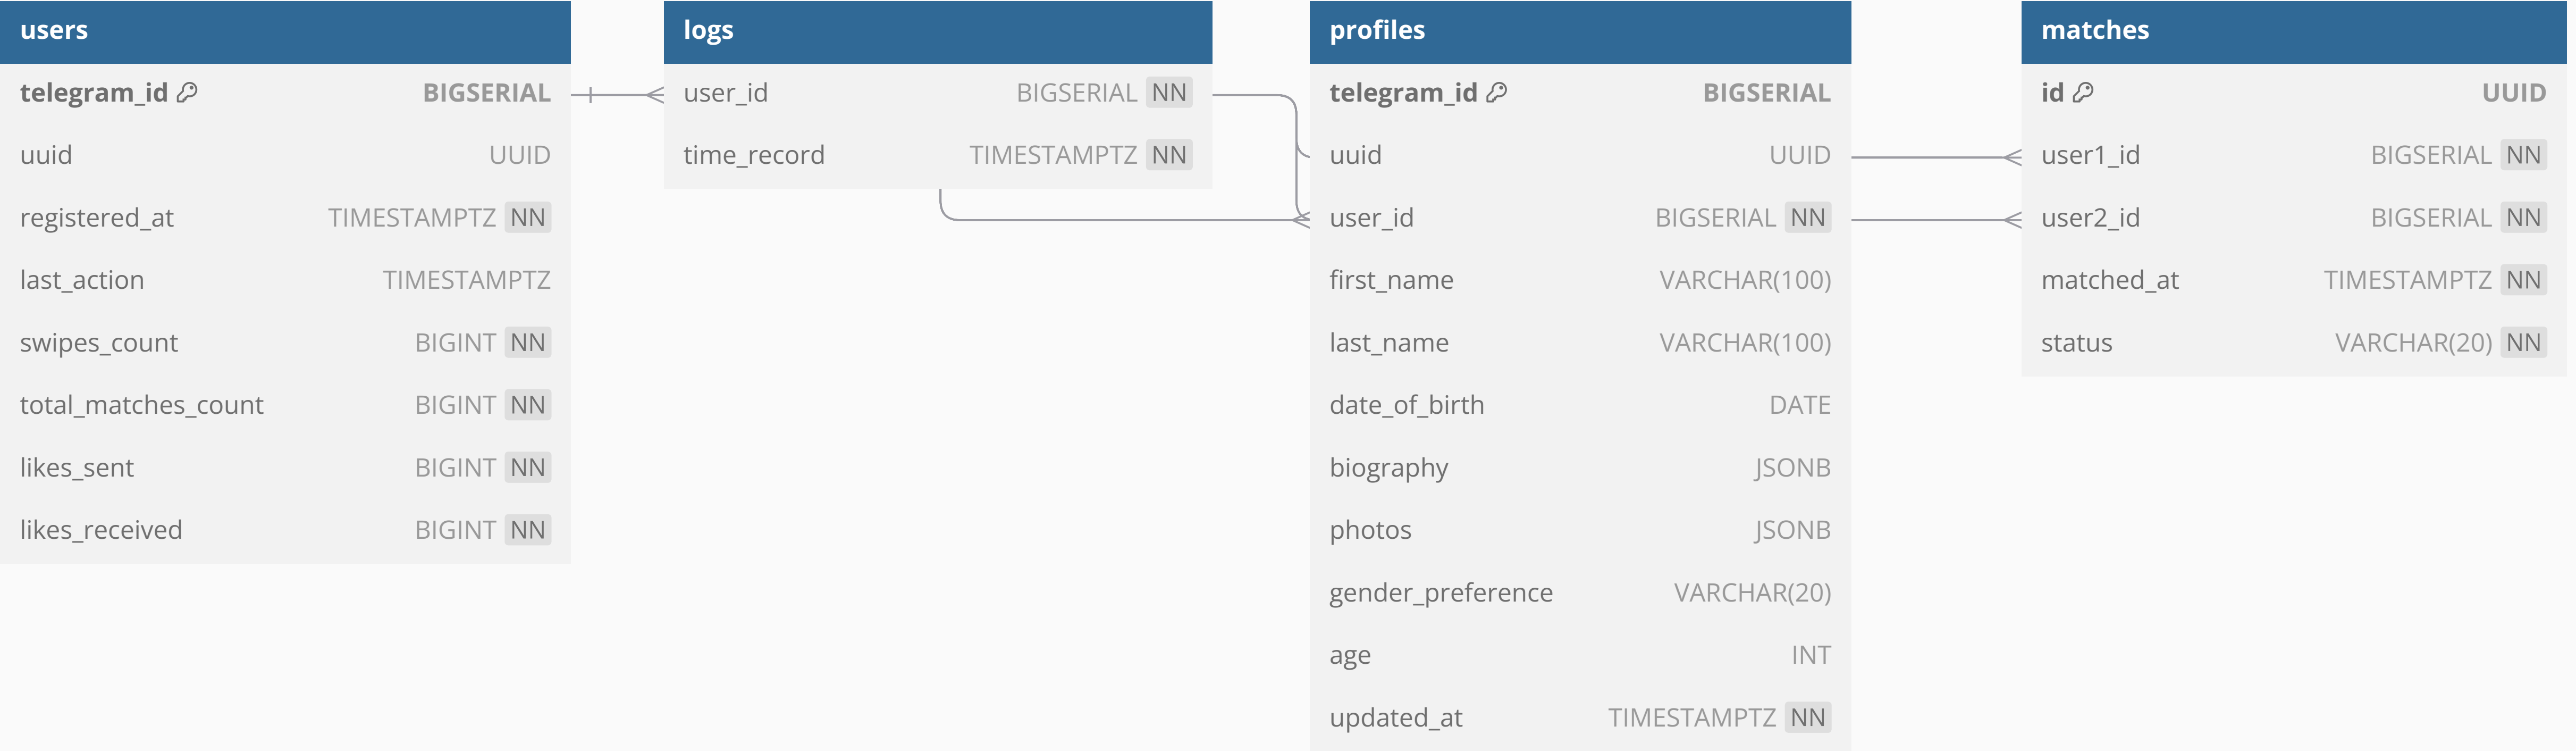 users
telegram_id BIGSERIAL
uuid UUID
registered_at TIMESTAMPTZ NN
last_action TIMESTAMPTZ
swipes_count BIGINT NN
total_matches_count BIGINT NN
likes_sent BIGINT NN
likes_received BIGINT NN
logs
user_id BIGSERIAL NN
time_record TIMESTAMPTZ NN
profiles
telegram_id BIGSERIAL
uuid UUID
user_id BIGSERIAL NN
first_name VARCHAR(100)
last_name VARCHAR(100)
date_of_birth DATE
biography JSONB
photos JSONB
gender_preference VARCHAR(20)
age INT
updated_at TIMESTAMPTZ NN
matches
id UUID
user1_id BIGSERIAL NN
user2_id BIGSERIAL NN
matched_at TIMESTAMPTZ NN
status VARCHAR(20) NN